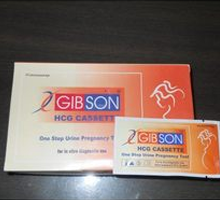 GIBSON
HCG CASSETTE
One Step Urine Pregnancy Test
GIBSON
HCG CASSETTE
One Step Urine Pregnancy Test